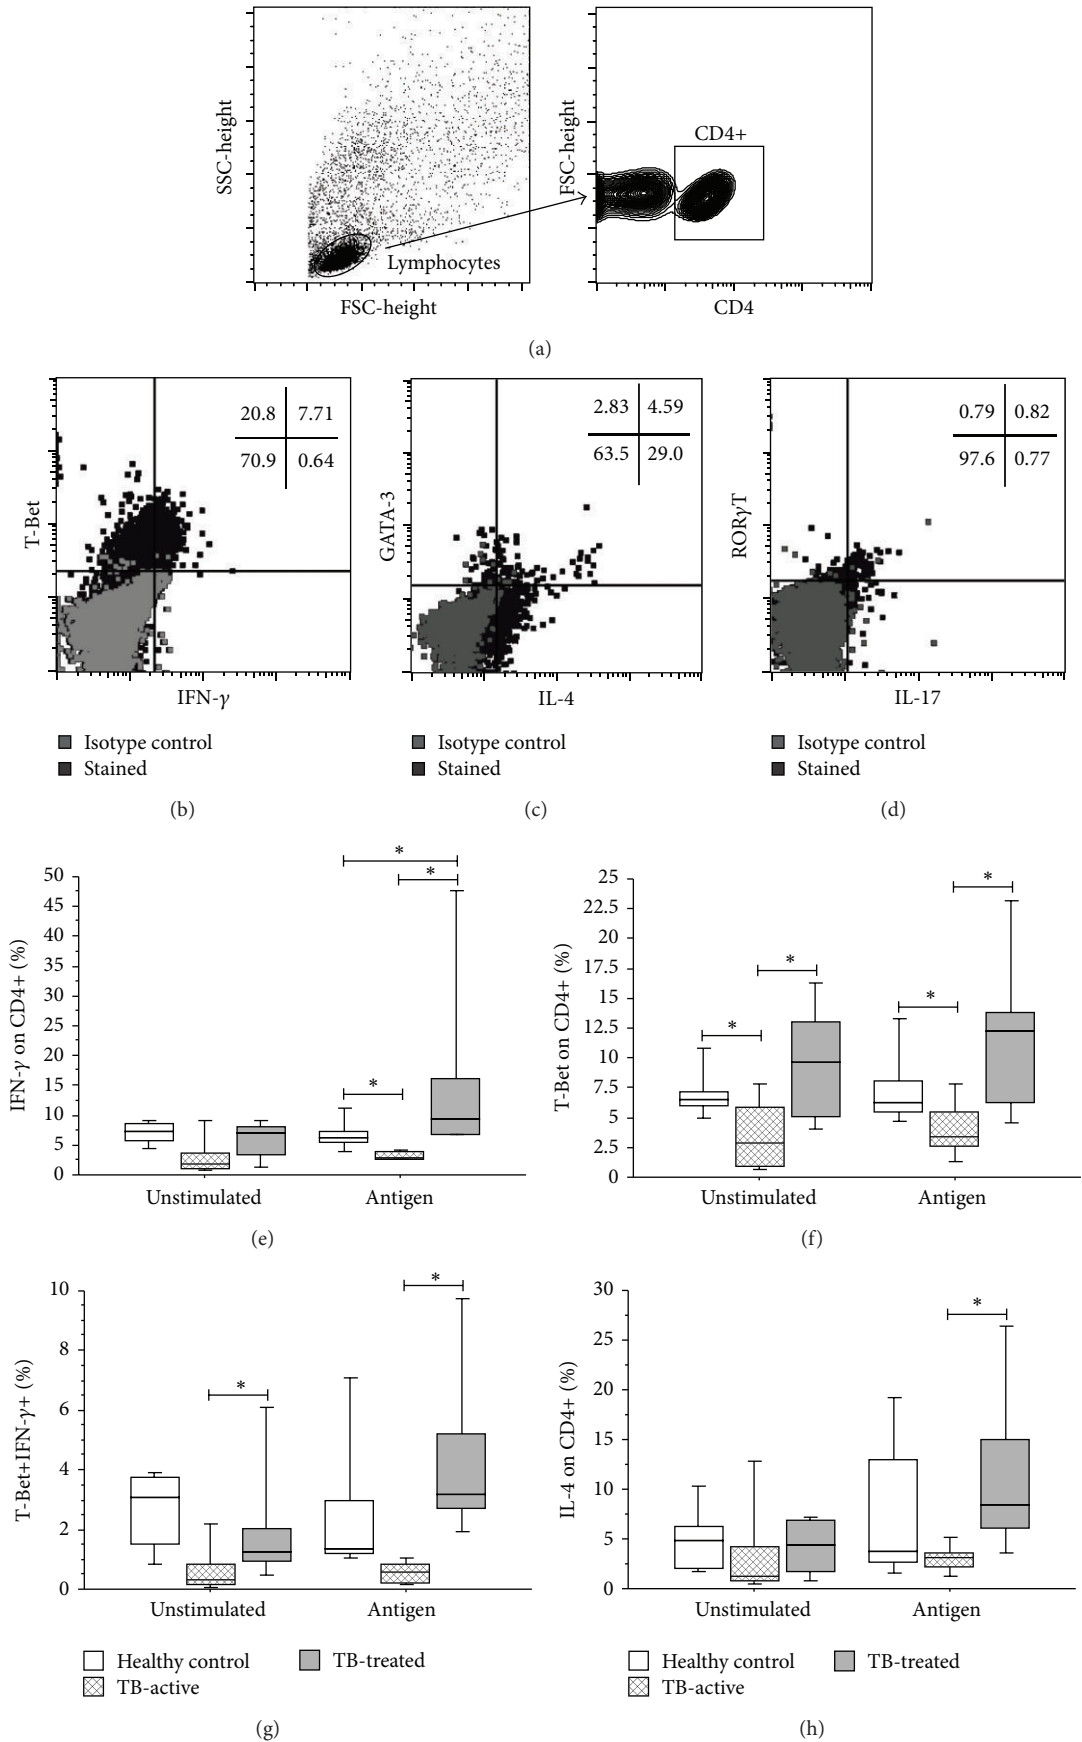 SSC-height
FSC-height
Lymphocytes
FSC-height
CD4+
CD4
(a)
T-Bet
20.8 7.71
70.9 0.64
IFN-γ
Isotype control
Stained
(b)
GATA-3
2.83 4.59
63.5 29.0
IL-4
Isotype control
Stained
(c)
RORγT
0.79 0.82
97.6 0.77
IL-17
Isotype control
Stained
(d)
IFN-γ on CD4+ (%)
50
45
40
35
30
25
20
15
10
5
0
*
*
*
Unstimulated Antigen
(e)
T-Bet on CD4+ (%)
25
22.5
20
17.5
15
12.5
10
7.5
5
2.5
0
*
*
*
*
Unstimulated Antigen
(f)
T-Bet+IFN-γ+ (%)
10
8
6
4
2
0
*
*
Unstimulated Antigen
Healthy control TB-treated
TB-active
(g)
IL-4 on CD4+ (%)
30
25
20
15
10
5
0
*
Unstimulated Antigen
Healthy control TB-treated
TB-active
(h)